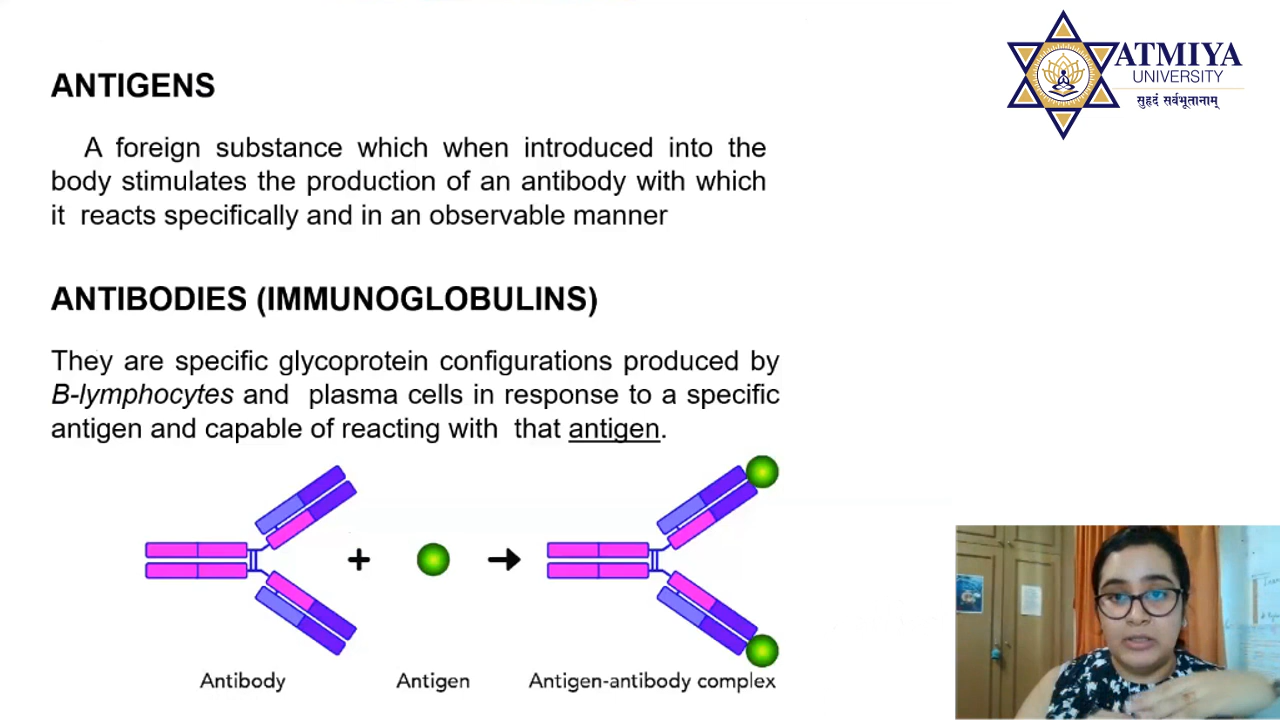 ANTIGENS
A foreign substance which when introduced into the
body stimulates the production of an antibody with which
it reacts specifically and in an observable manner
ANTIBODIES (IMMUNOGLOBULINS)
They are specific glycoprotein configurations produced by
B-lymphocytes and plasma cells in response to a specific
antigen and capable of reacting with that antigen.
+
Antibody
Antigen
Antigen-antibody complex
ATMIYA
UNIVERSITY
सुहृदं सर्वभूतानाम्